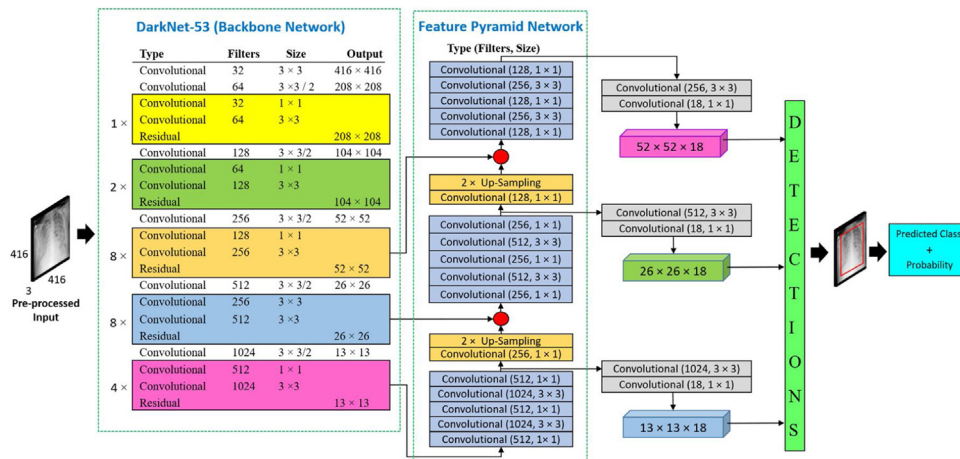 DarkNet-53 (Backbone Network)
Type Filters Size Output
Convolutional 32 3 × 3 416 × 416
Convolutional 64 3 ×3 / 2 208 × 208
1 ×
Convolutional 32 1 × 1
Convolutional 64 3 ×3
Residual 208 × 208
Convolutional 128 3 × 3/2 104 × 104
2 ×
Convolutional 64 1 × 1
Convolutional 128 3 ×3
Residual 104 × 104
Convolutional 256 3 × 3/2 52 × 52
8 ×
Convolutional 128 1 × 1
Convolutional 256 3 ×3
Residual 52 × 52
Convolutional 512 3 × 3/2 26 × 26
8 ×
Convolutional 256 3 × 3
Convolutional 512 3 ×3
Residual 26 × 26
Convolutional 1024 3 × 3/2 13 × 13
4 ×
Convolutional 512 1 × 1
Convolutional 1024 3 ×3
Residual 13 × 13
416
416
3
Pre-processed
Input
Feature Pyramid Network
Type (Filters, Size)
Convolutional (128, 1 × 1)
Convolutional (256, 3 × 3)
Convolutional (128, 1 × 1)
Convolutional (256, 3 × 3)
Convolutional (128, 1 × 1)
2 × Up-Sampling
Convolutional (128, 1 × 1)
Convolutional (256, 1 × 1)
Convolutional (512, 3 × 3)
Convolutional (256, 1 × 1)
Convolutional (512, 3 × 3)
Convolutional (256, 1 × 1)
2 × Up-Sampling
Convolutional (256, 1 × 1)
Convolutional (512, 1× 1)
Convolutional (1024, 3 × 3)
Convolutional (512, 1× 1)
Convolutional (1024, 3 × 3)
Convolutional (512, 1× 1)
Convolutional (256, 3 × 3)
Convolutional (18, 1 × 1)
52 × 52 × 18
Convolutional (512, 3 × 3)
Convolutional (18, 1 × 1)
26 × 26 × 18
Convolutional (1024, 3 × 3)
Convolutional (18, 1 × 1)
13 × 13 × 18
DETECTIONS
Predicted Class
+
Probability